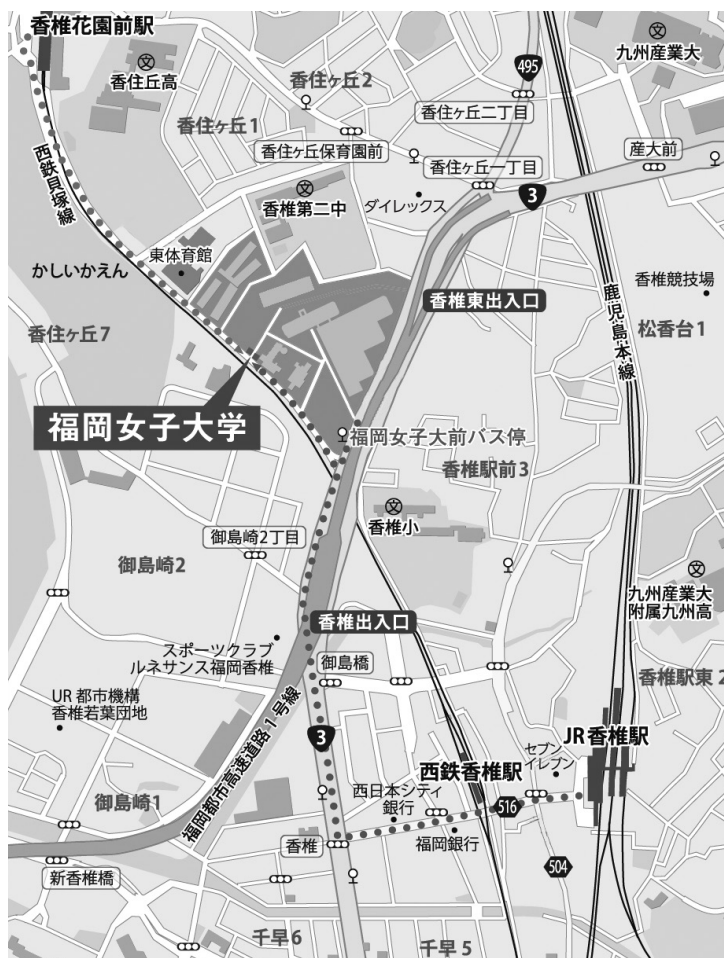 香椎花園前駅
文
香住丘高
香住ヶ丘2
495
文
九州産業大
香住ヶ丘1
香住ヶ丘二丁目
香住ヶ丘保育園前
香住ヶ丘一丁目
産大前
西鉄貝塚線
文
香椎第二中
ダイレックス
3
東体育館
かしいかえん
香椎東出入口
鹿児島本線
香椎競技場
松香台1
香住ヶ丘7
福岡女子大学
福岡女子大前バス停
香椎駅前3
文
香椎小
御島崎2丁目
御島崎2
文
九州産業大
附属九州高
香椎出入口
スポーツクラブ
ルネサンス福岡香椎
御島橋
香椎駅東2
UR都市機構
香椎若葉団地
福岡都市高速道路1号線
3
JR香椎駅
セブン
イレブン
西鉄香椎駅
西日本シティ
銀行
516
御島崎1
香椎
福岡銀行
504
新香椎橋
千早6
千早5